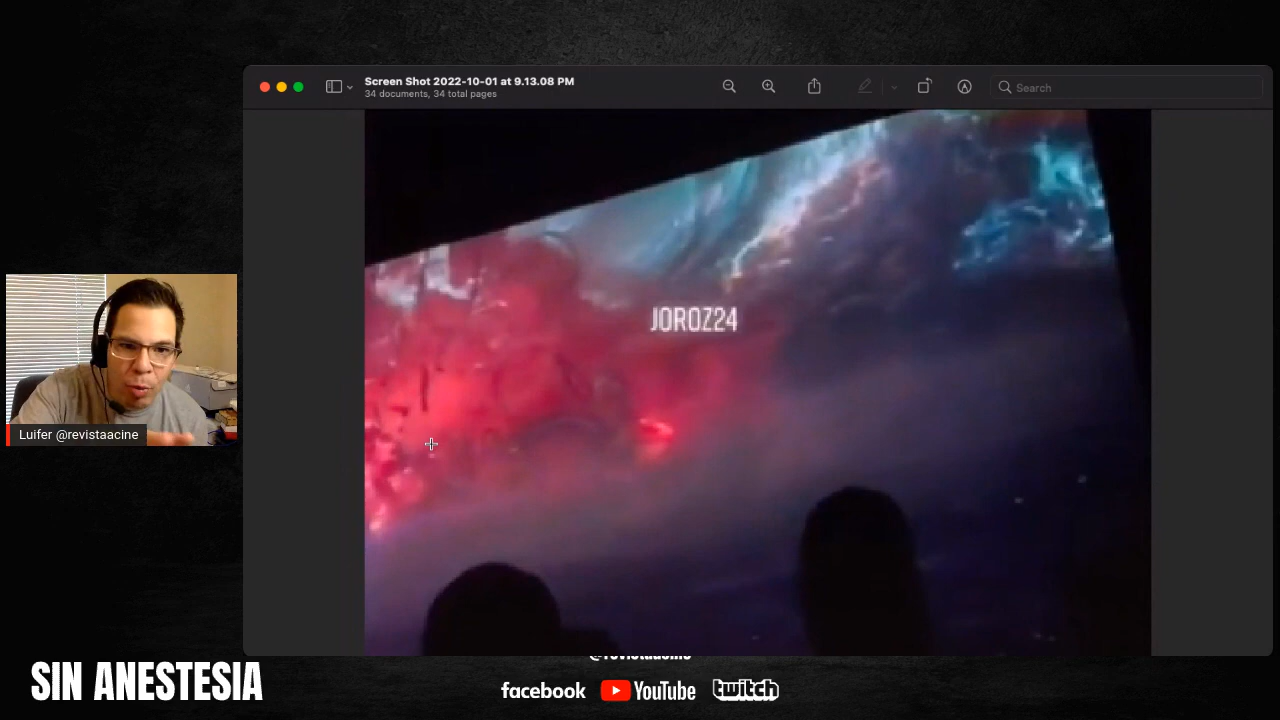 Screen Shot 2022-10-01 at 9.13.08 PM
34 documents, 34 total pages
Search
JOROZ24
Luifer @revistaacine
@revistaacine
SIN ANESTESIA
facebook
YouTube
twitch